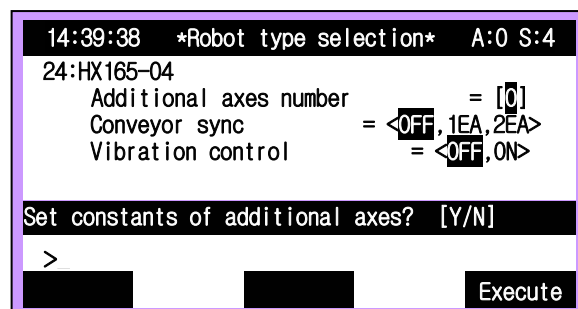 14:39:38 *Robot type selection* A:0 S:4
24:HX165-04
Additional axes number = [0]
Conveyor sync = <OFF,1EA,2EA>
Vibration control = <OFF,ON>
Set constants of additional axes? [Y/N]
>_
Execute